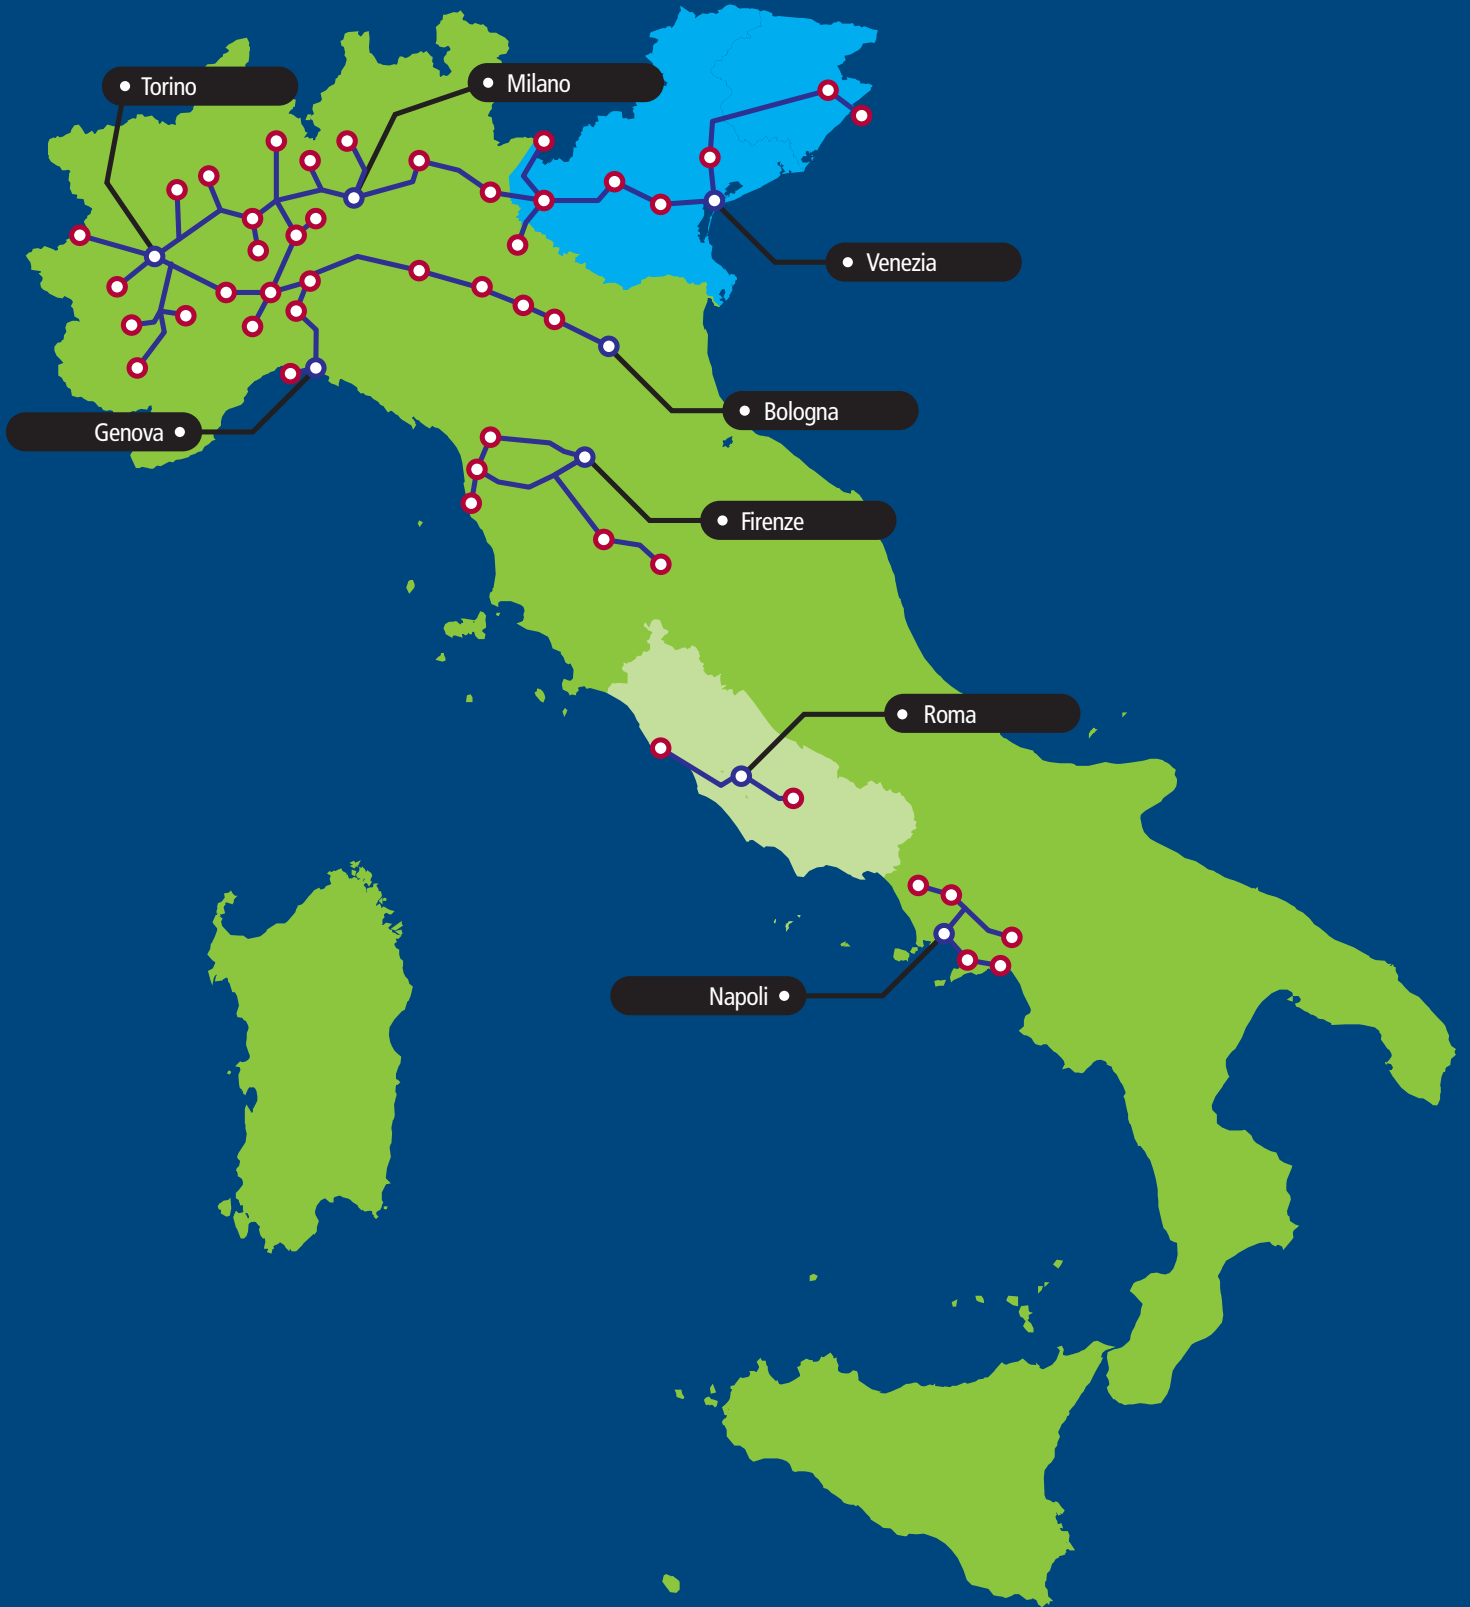 Torino
Milano
Venezia
Bologna
Genova
Firenze
Roma
Napoli